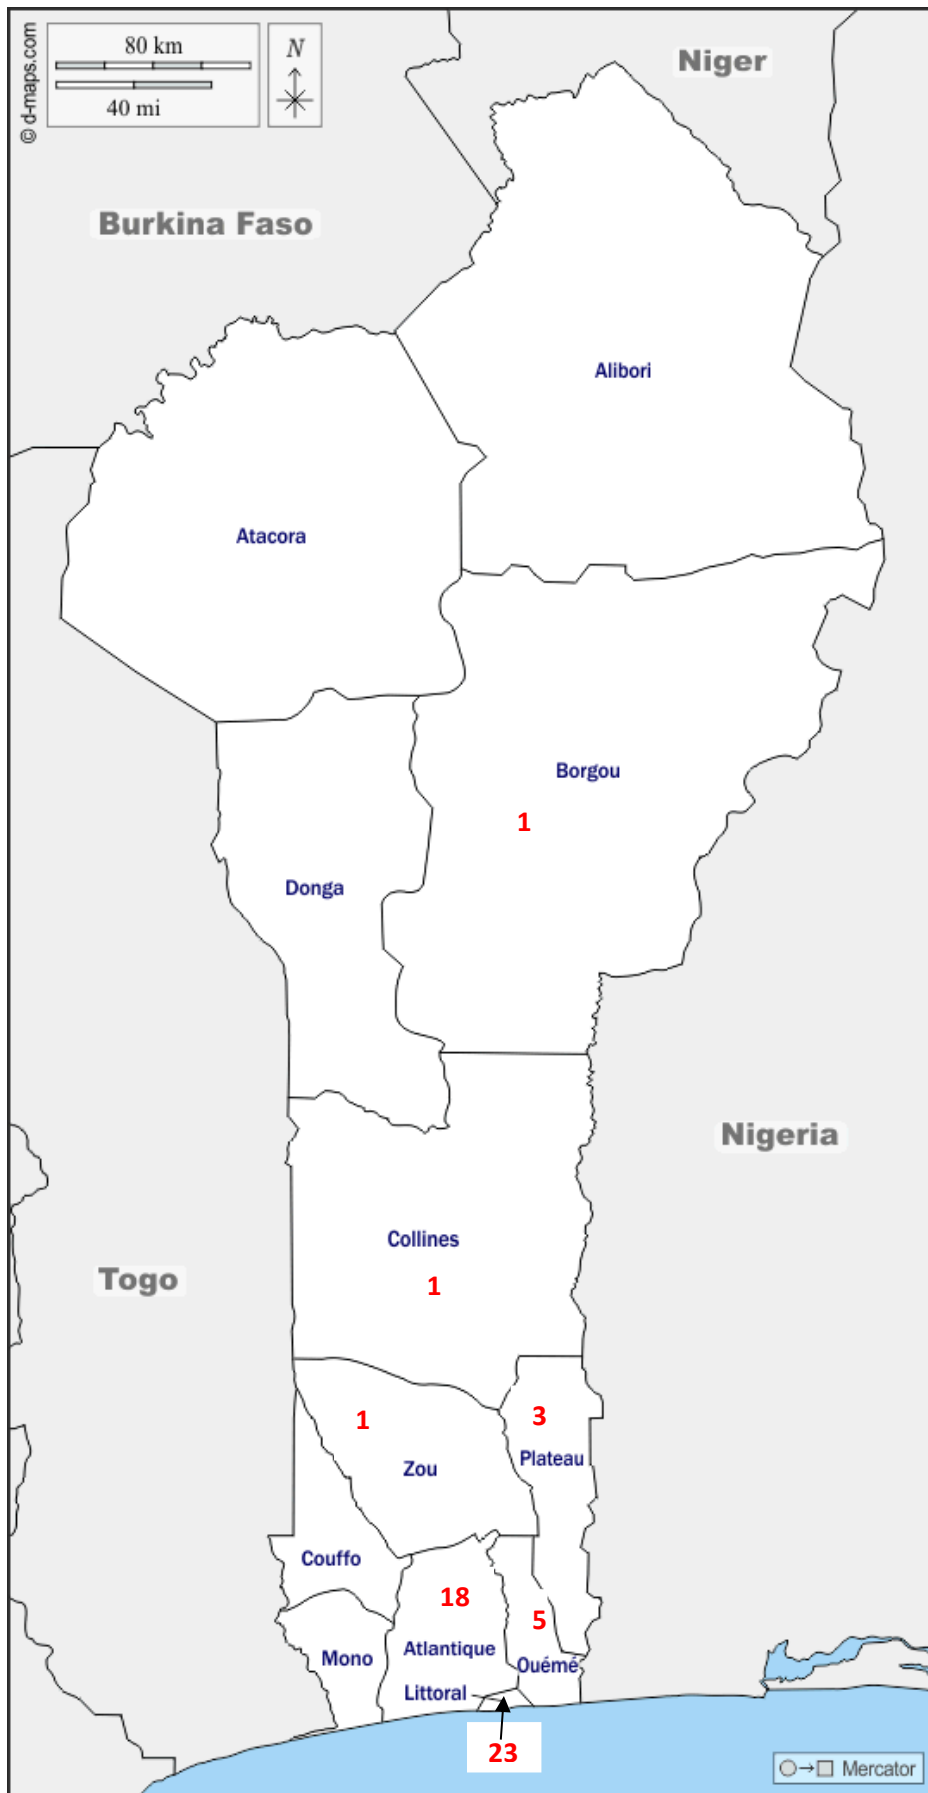 © d-maps.com
80 km
40 mi
N
Niger
Burkina Faso
Alibori
Atacora
Borgou
1
Donga
Nigeria
Collines
1
Togo
1
3
Plateau
Zou
Couffo
18
5
Atlantique
Mono
Ouémé
Littoral
23
Mercator